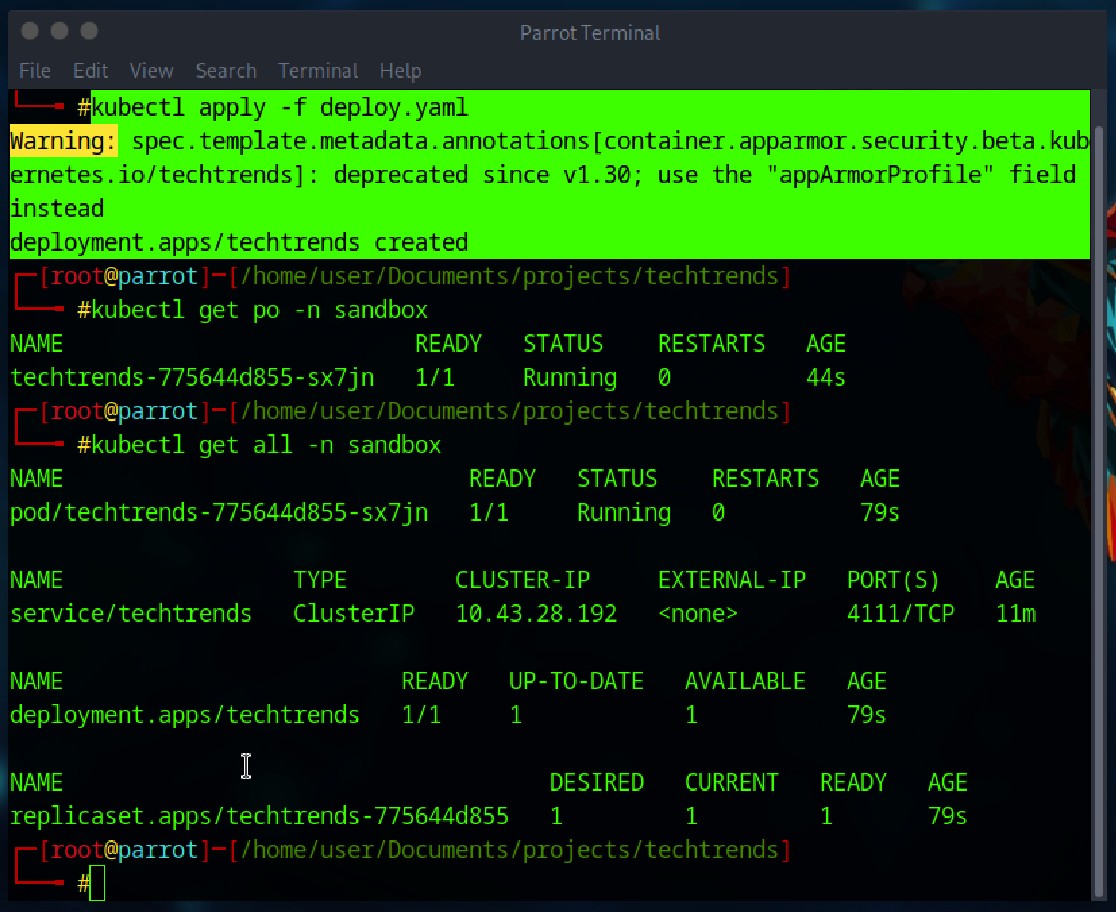 Parrot Terminal
File Edit View Search Terminal Help
└──╼ #kubectl apply -f deploy.yaml
Warning: spec.template.metadata.annotations[container.apparmor.security.beta.kub
ernetes.io/techtrends]: deprecated since v1.30; use the "appArmorProfile" field
instead
deployment.apps/techtrends created
┌─[root@parrot]─[/home/user/Documents/projects/techtrends]
└──╼ #kubectl get po -n sandbox
NAME                          READY   STATUS    RESTARTS   AGE
techtrends-775644d855-sx7jn   1/1     Running   0          44s
┌─[root@parrot]─[/home/user/Documents/projects/techtrends]
└──╼ #kubectl get all -n sandbox
NAME                              READY   STATUS    RESTARTS   AGE
pod/techtrends-775644d855-sx7jn   1/1     Running   0          79s
NAME                 TYPE        CLUSTER-IP     EXTERNAL-IP   PORT(S)    AGE
service/techtrends   ClusterIP   10.43.28.192   <none>        4111/TCP   11m
NAME                         READY   UP-TO-DATE   AVAILABLE   AGE
deployment.apps/techtrends   1/1     1            1           79s
NAME                                    DESIRED   CURRENT   READY   AGE
replicaset.apps/techtrends-775644d855   1         1         1       79s
┌─[root@parrot]─[/home/user/Documents/projects/techtrends]
└──╼ #